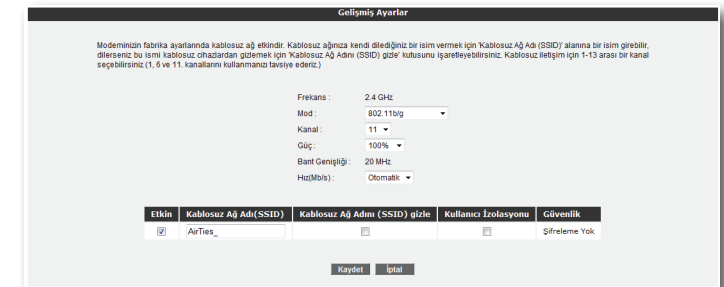 Gelişmiş Ayarlar
Modeminizin fabrika ayarlarında kablosuz ağ etkindir. Kablosuz ağınıza kendi dilediğiniz bir isim vermek için 'Kablosuz Ağ Adı (SSID)' alanına bir isim girebilir,
dilerseniz bu ismi kablosuz cihazlardan gizlemek için 'Kablosuz Ağ Adını (SSID) gizle' kutusunu işaretleyebilirsiniz. Kablosuz iletişim için 1-13 arası bir kanal
seçebilirsiniz (1, 6 ve 11. kanallarını kullanmanızı tavsiye ederiz.)
Frekans : 2.4 GHz
Mod : 802.11b/g
Kanal : 11
Güç : 100%
Bant Genişliği : 20 MHz
Hız(Mb/s) : Otomatik
Etkin Kablosuz Ağ Adı(SSID) Kablosuz Ağ Adını (SSID) gizle Kullanıcı İzolasyonu Güvenlik
AirTies_ Şifreleme Yok
Kaydet İptal